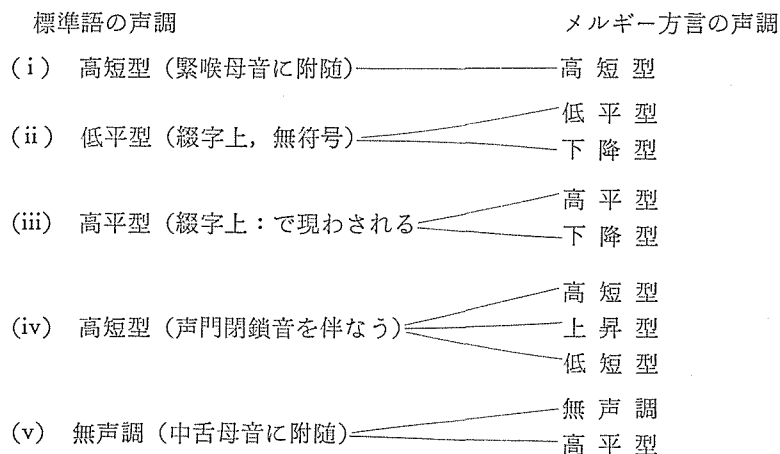 標準語の声調 メルギー方言の声調
(i) 高短型(緊喉母音に附随) 高短型
低平型
(ii) 低平型(綴字上,無符号)
下降型
高平型
(iii) 高平型(綴字上:で現わされる
下降型
高短型
(iv) 高短型(声門閉鎖音を伴なう) 上昇型
低短型
無声調
(v) 無声調(中舌母音に附随)
高平型